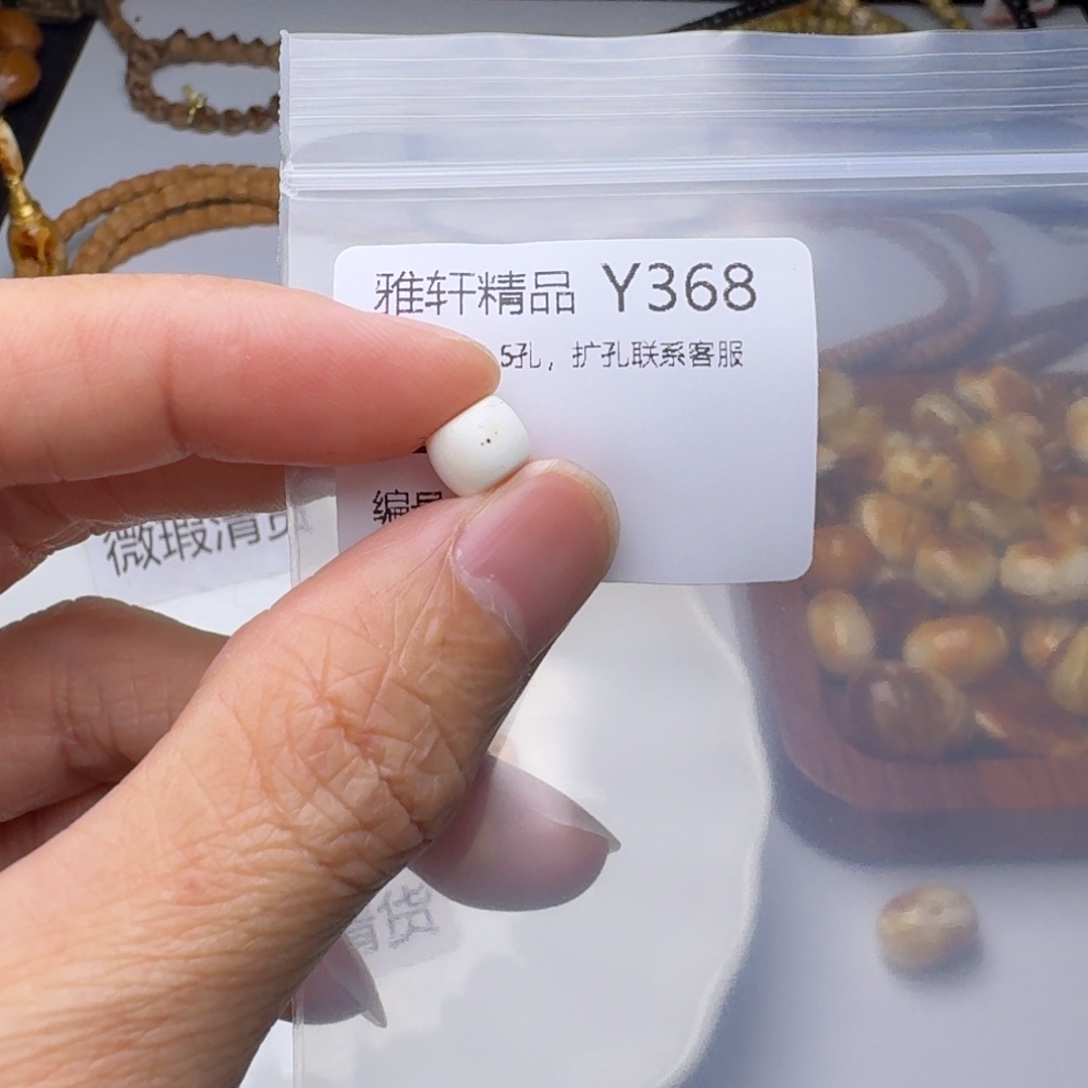 雅轩精品 Y368
5孔，扩孔联系客服
编号
微瑕清货
清货